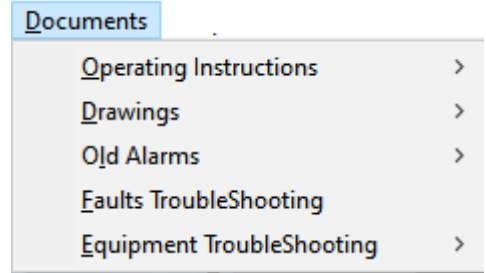 Documents
Operating Instructions
Drawings
Old Alarms
Faults TroubleShooting
Equipment TroubleShooting